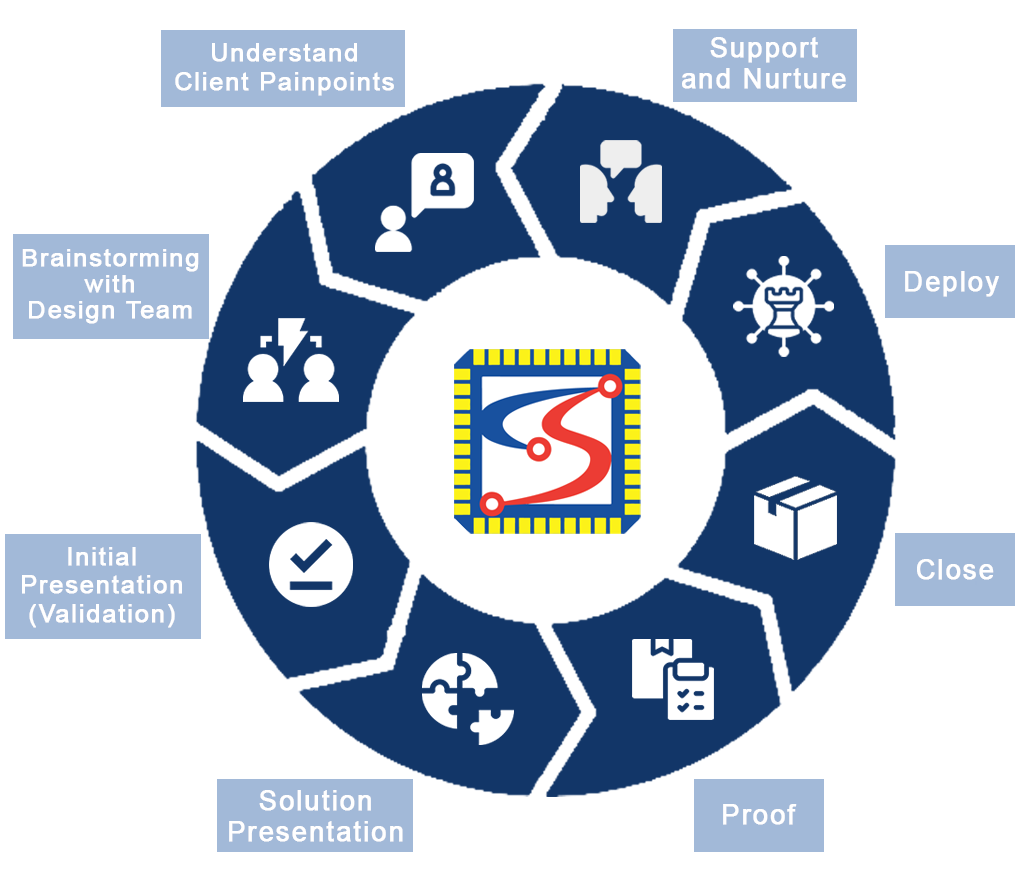 Understand
Client Painpoints
Support
and Nurture
Brainstorming
with
Design Team
Deploy
Initial
Presentation
(Validation)
Close
Solution
Presentation
Proof